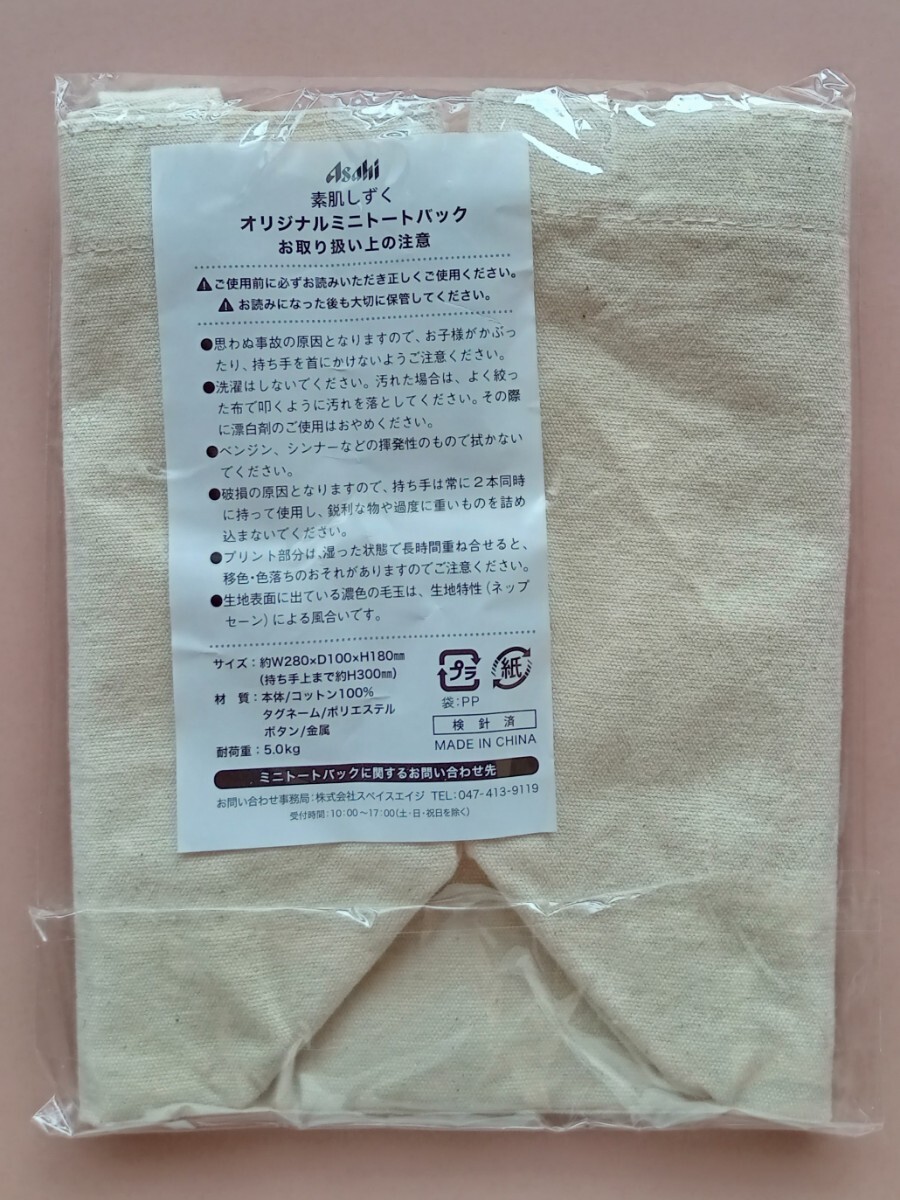 Asahi
素肌しずく
オリジナルミニトートバック
お取り扱い上の注意
⚠ご使用前に必ずお読みいただき正しくご使用ください。
⚠お読みになった後も大切に保管してください。
●思わぬ事故の原因となりますので、お子様がかぶっ
たり、持ち手を首にかけないようご注意ください。
●洗濯はしないでください。汚れた場合は、よく絞っ
た布で叩くように汚れを落としてください。その際
に漂白剤のご使用はおやめください。
●ベンジン、シンナーなどの揮発性のもので拭かない
でください。
●破損の原因となりますので、持ち手は常に2本同時
に持って使用し、鋭利な物や過度に重いものを詰め
込まないでください。
●プリント部分は、湿った状態で長時間重ね合せると、
移色・色落ちのおそれがありますのでご注意ください。
●生地表面に出ている濃色の毛玉は、生地特性（ネップ
セーン）による風合いです。
サイズ：約W280×D100×H180mm
（持ち手上まで約H300mm）
材　質：本体/コットン100%
タグネーム/ポリエステル
ボタン/金属
耐荷重：5.0kg
プラ
紙
袋:PP
検 針 済
MADE IN CHINA
ミニトートバックに関するお問い合わせ先
お問い合わせ事務局：株式会社スペイスエイジ TEL：047-413-9119
受付時間：10：00～17：00（土・日・祝日を除く）